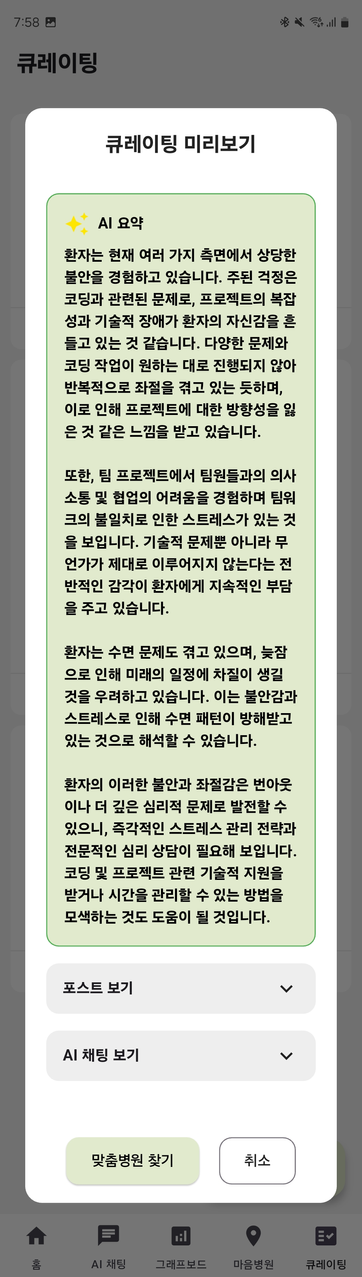 7:58
큐레이팅
큐레이팅 미리보기
AI 요약
환자는 현재 여러 가지 측면에서 상당한
불안을 경험하고 있습니다. 주된 걱정은
코딩과 관련된 문제로, 프로젝트의 복잡
성과 기술적 장애가 환자의 자신감을 흔
들고 있는 것 같습니다. 다양한 문제와
코딩 작업이 원하는 대로 진행되지 않아
반복적으로 좌절을 겪고 있는 듯하며,
이로 인해 프로젝트에 대한 방향성을 잃
은 것 같은 느낌을 받고 있습니다.
또한, 팀 프로젝트에서 팀원들과의 의사
소통 및 협업의 어려움을 경험하며 팀워
크의 불일치로 인한 스트레스가 있는 것
을 보입니다. 기술적 문제뿐 아니라 무
언가가 제대로 이루어지지 않는다는 전
반적인 감각이 환자에게 지속적인 부담
을 주고 있습니다.
환자는 수면 문제도 겪고 있으며, 늦잠
으로 인해 미래의 일정에 차질이 생길
것을 우려하고 있습니다. 이는 불안감과
스트레스로 인해 수면 패턴이 방해받고
있는 것으로 해석할 수 있습니다.
환자의 이러한 불안과 좌절감은 번아웃
이나 더 깊은 심리적 문제로 발전할 수
있으니, 즉각적인 스트레스 관리 전략과
전문적인 심리 상담이 필요해 보입니다.
코딩 및 프로젝트 관련 기술적 지원을
받거나 시간을 관리할 수 있는 방법을
모색하는 것도 도움이 될 것입니다.
포스트 보기
AI 채팅 보기
맞춤병원 찾기
취소
홈
AI 채팅
그래프보드
마음병원
큐레이팅